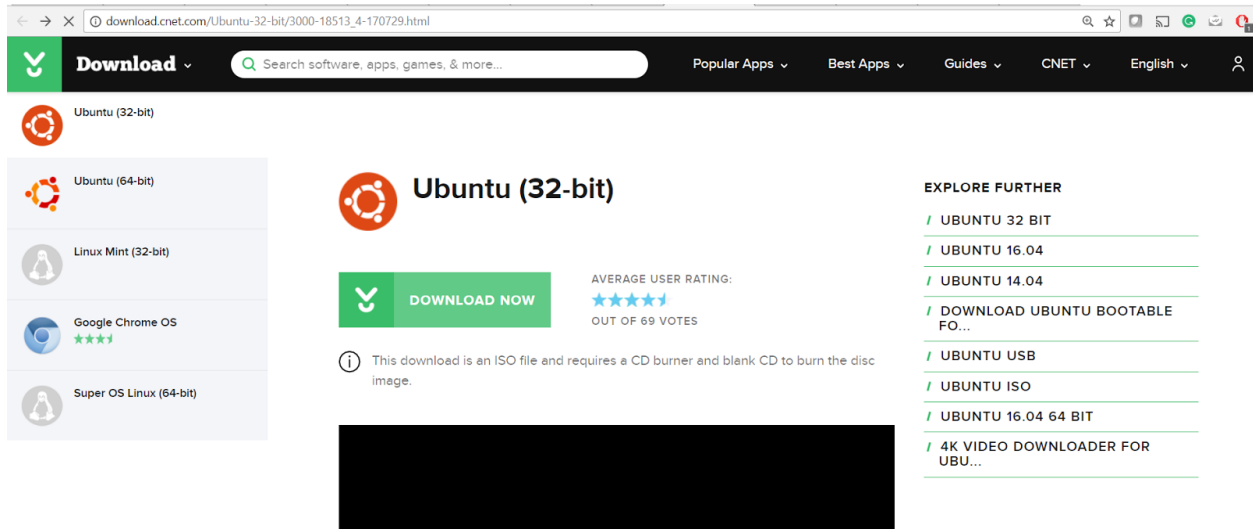 download.cnet.com/Ubuntu-32-bit/3000-18513_4-170729.html
1
Download
Search software, apps, games, & more...
Popular Apps
Best Apps
Guides
CNET
English
Ubuntu (32-bit)
Ubuntu (64-bit)
Linux Mint (32-bit)
Google Chrome OS
Super OS Linux (64-bit)
Ubuntu (32-bit)
DOWNLOAD NOW
AVERAGE USER RATING:
OUT OF 69 VOTES
This download is an ISO file and requires a CD burner and blank CD to burn the disc
image.
EXPLORE FURTHER
/ UBUNTU 32 BIT
/ UBUNTU 16.04
/ UBUNTU 14.04
/ DOWNLOAD UBUNTU BOOTABLE
FO...
/ UBUNTU USB
/ UBUNTU ISO
/ UBUNTU 16.04 64 BIT
/ 4K VIDEO DOWNLOADER FOR
UBU...